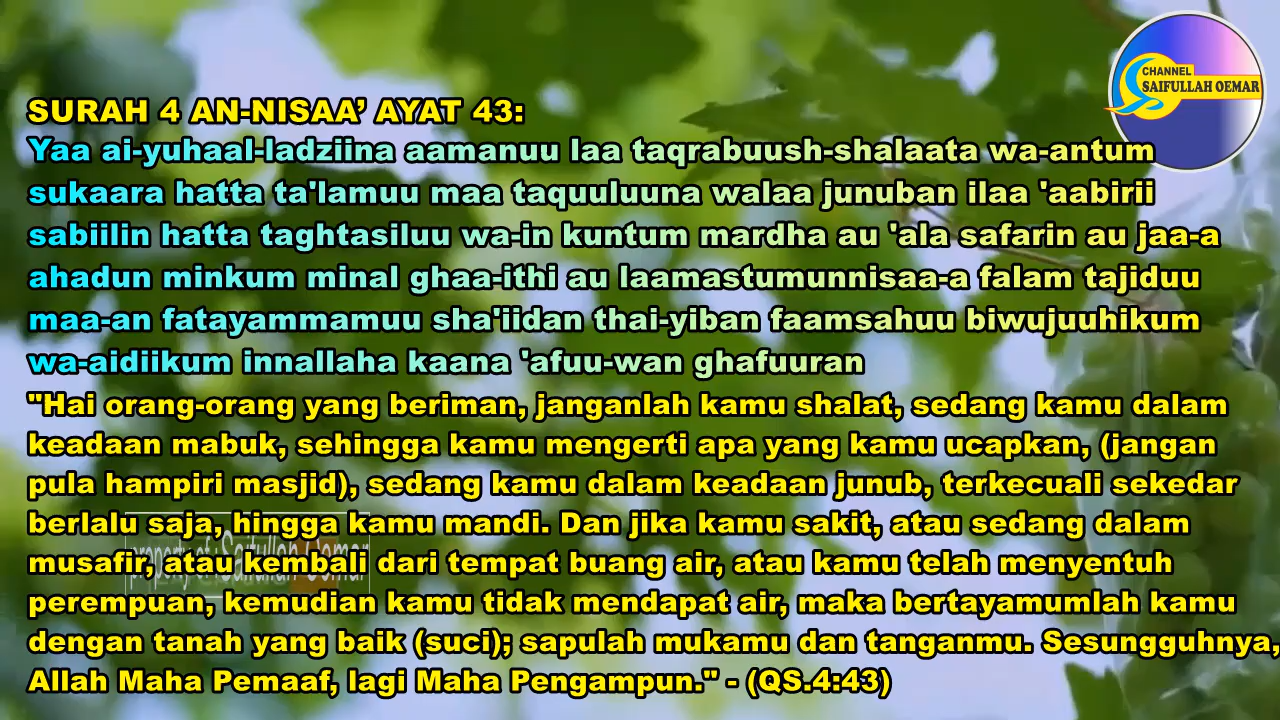 CHANNEL
SAIFULLAH OEMAR
SURAH 4 AN-NISAA’ AYAT 43:
Yaa ai-yuhaal-ladziina aamanuu laa taqrabuush-shalaata wa-antum
sukaara hatta ta'lamuu maa taquuluuna walaa junuban ilaa 'aabirii
sabiilin hatta taghtasiluu wa-in kuntum mardha au 'ala safarin au jaa-a
ahadun minkum minal ghaa-ithi au laamastumunnisaa-a falam tajiduu
maa-an fatayammamuu sha'iidan thai-yiban faamsahuu biwujuuhikum
wa-aidiikum innallaha kaana 'afuu-wan ghafuuran
"Hai orang-orang yang beriman, janganlah kamu shalat, sedang kamu dalam
keadaan mabuk, sehingga kamu mengerti apa yang kamu ucapkan, (jangan
pula hampiri masjid), sedang kamu dalam keadaan junub, terkecuali sekedar
berlalu saja, hingga kamu mandi. Dan jika kamu sakit, atau sedang dalam
musafir, atau kembali dari tempat buang air, atau kamu telah menyentuh
perempuan, kemudian kamu tidak mendapat air, maka bertayamumlah kamu
dengan tanah yang baik (suci); sapulah mukamu dan tanganmu. Sesungguhnya,
Allah Maha Pemaaf, lagi Maha Pengampun." - (QS.4:43)
property of : Saifullah Oemar